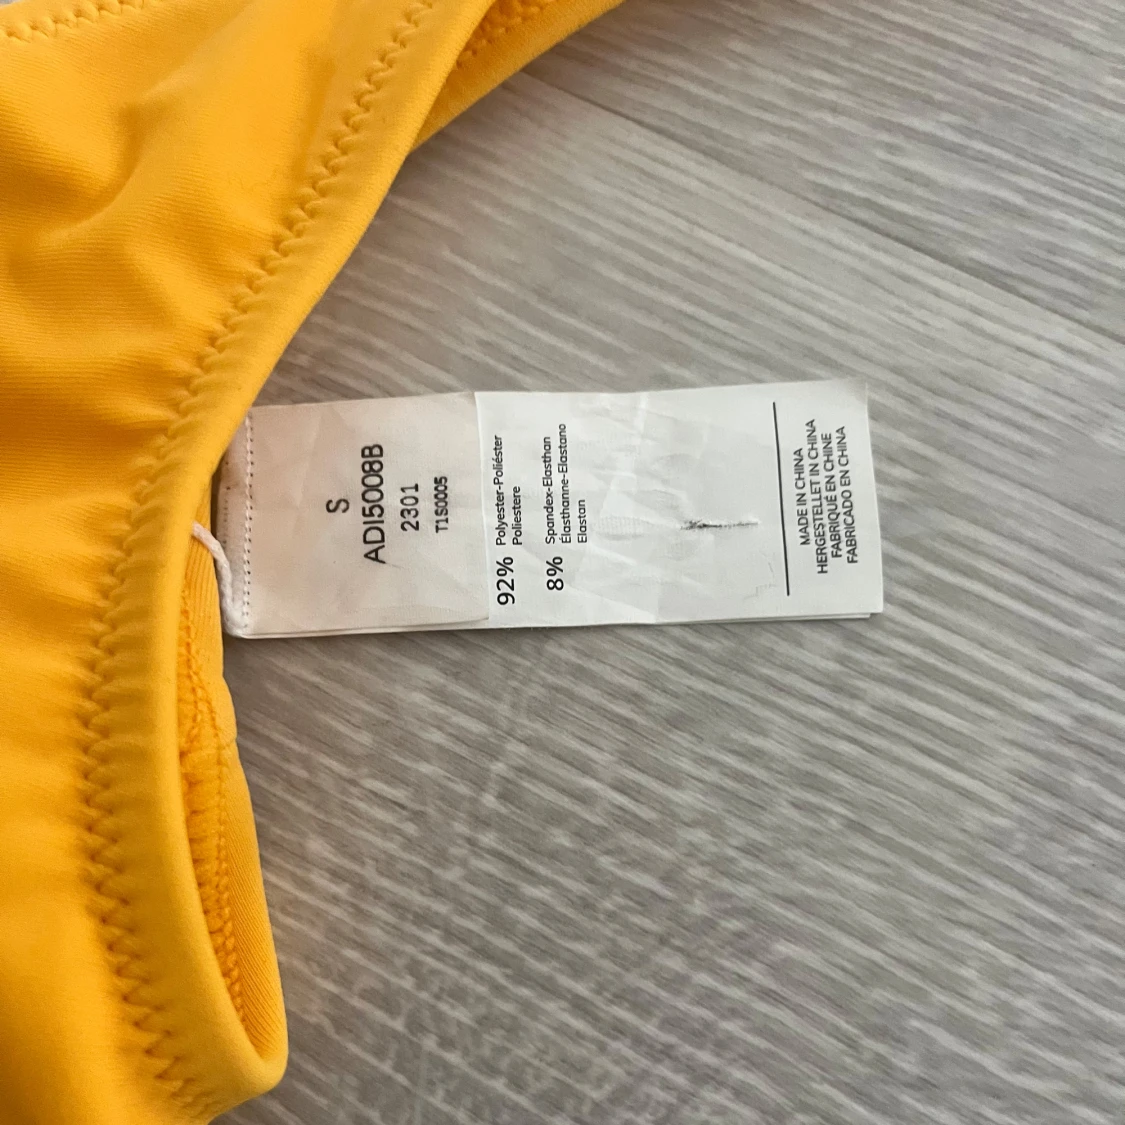 S
ADI5008B
2301
T1S0005
92% Polyester-Poliéster
Poliestere
8% Spandex-Elasthan
Élasthanne-Elastano
Elastan
MADE IN CHINA
HERGESTELLET IN CHINA
FABRIQUÉ EN CHINE
FABRICADO EN CHINA